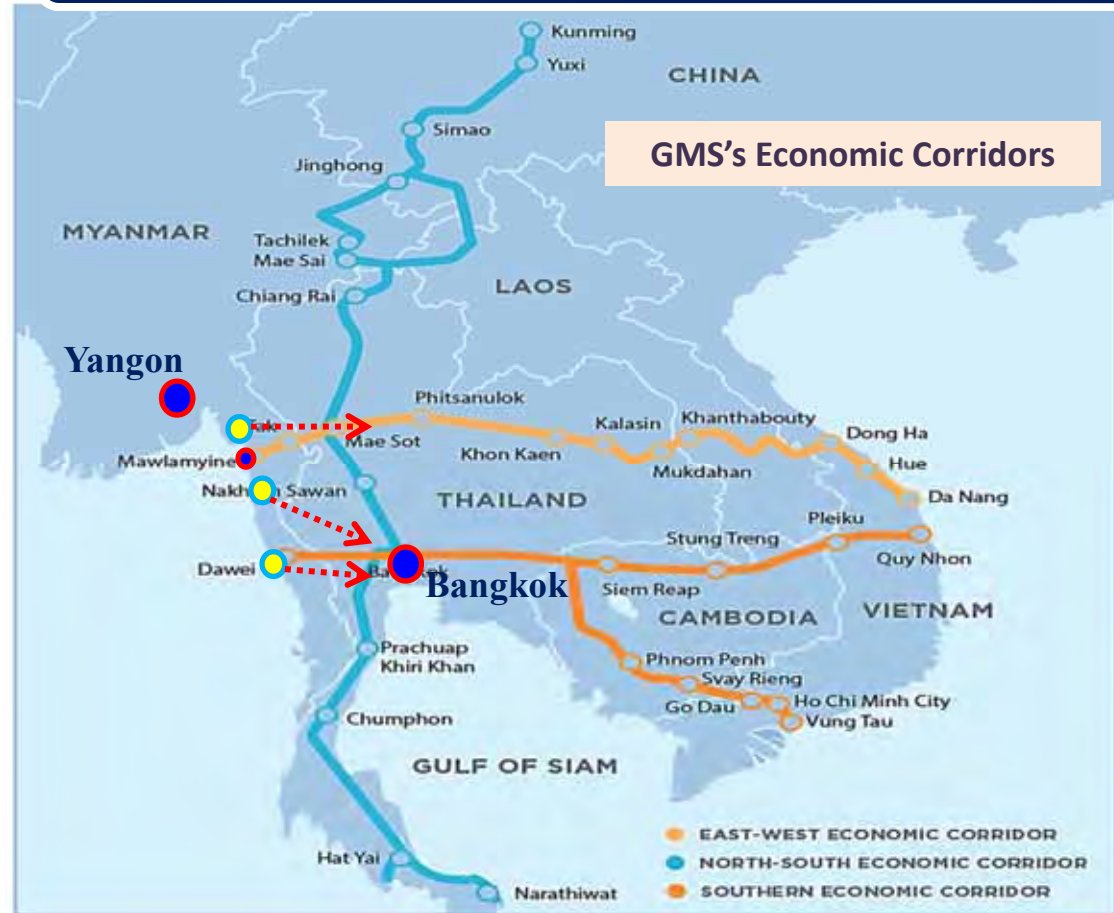 Kunming
Yuxi
CHINA
Simao
GMS's Economic Corridors
Jinghong
MYANMAR
Tachilek
Mae Sai
LAOS
Chiang Rai
Yangon
Phitsanulok
Kalasin
Khanthabouty
Mae Sot
Dong Ha
Khon Kaen
Mukdahan
Hue
Mawlamyine
Da Nang
Sawan
THAILAND
Pleiku
Stung Treng
Quy Nhon
Dawei
Bangkok
Siem Reap
CAMBODIA
VIETNAM
Prachuap
Khiri Khan
Phnom Penh
Svay Rieng
Go Dau
Ho Chi Minh City
Vung Tau
Chumphon
GULF OF SIAM
EAST-WEST ECONOMIC CORRIDOR
Hat Yai
NORTH-SOUTH ECONOMIC CORRIDOR
Narathiwat
SOUTHERN ECONOMIC CORRIDOR